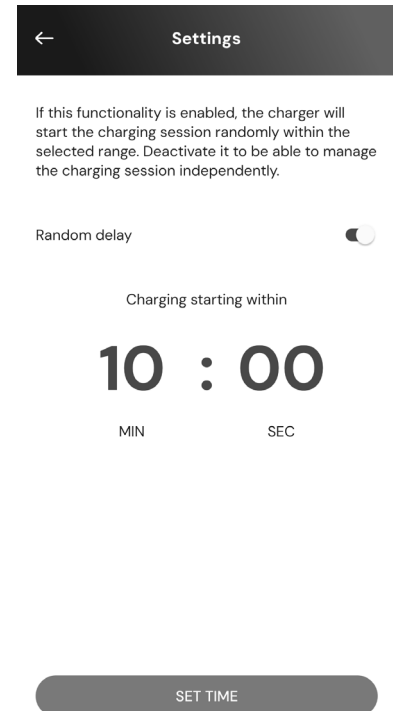 Settings
If this functionality is enabled, the charger will
start the charging session randomly within the
selected range. Deactivate it to be able to manage
the charging session independently.
Random delay
Charging starting within
10 : 00
MIN SEC
SET TIME